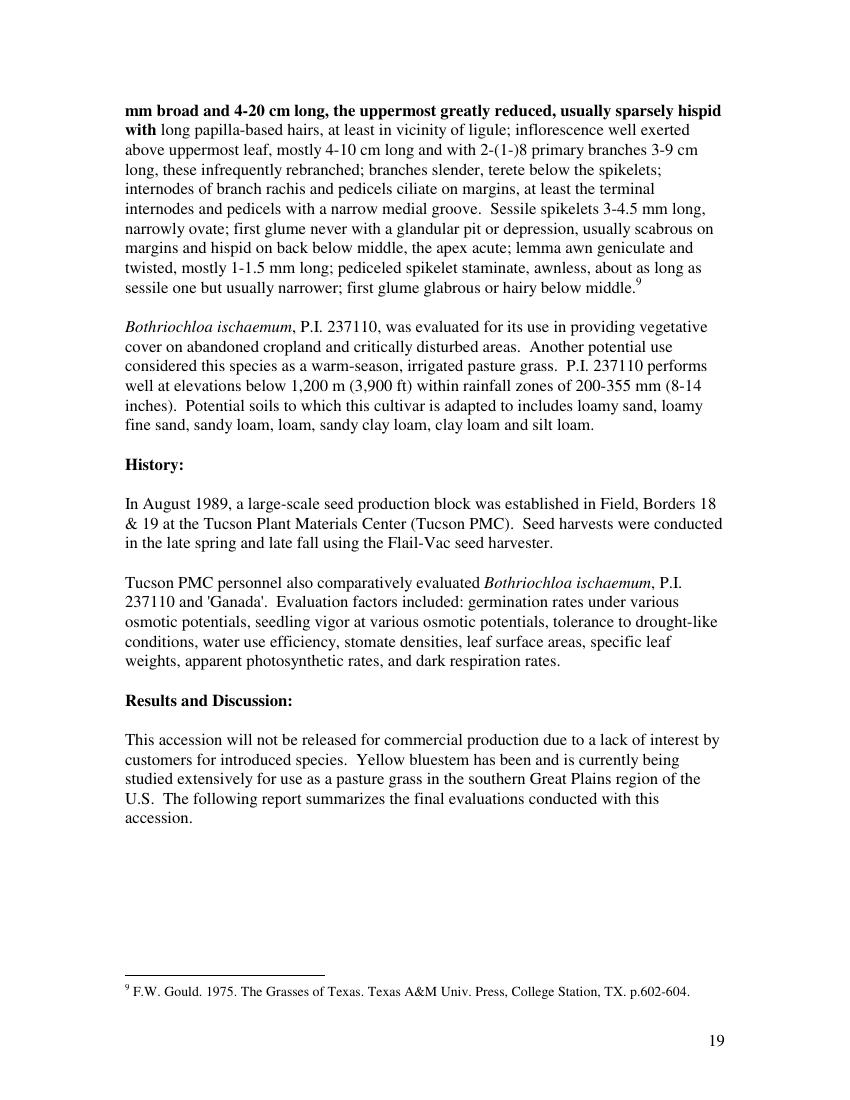 mm broad and 4-20 cm long, the uppermost greatly reduced, usually sparsely hispid
with long papilla-based hairs, at least in vicinity of ligule; inflorescence well exerted
above uppermost leaf, mostly 4-10 cm long and with 2-(1-)8 primary branches 3-9 cm
long, these infrequently rebranched; branches slender, terete below the spikelets;
internodes of branch rachis and pedicels ciliate on margins, at least the terminal
internodes and pedicels with a narrow medial groove.  Sessile spikelets 3-4.5 mm long,
narrowly ovate; first glume never with a glandular pit or depression, usually scabrous on
margins and hispid on back below middle, the apex acute; lemma awn geniculate and
twisted, mostly 1-1.5 mm long; pediceled spikelet staminate, awnless, about as long as
sessile one but usually narrower; first glume glabrous or hairy below middle.9
Bothriochloa ischaemum, P.I. 237110, was evaluated for its use in providing vegetative
cover on abandoned cropland and critically disturbed areas.  Another potential use
considered this species as a warm-season, irrigated pasture grass.  P.I. 237110 performs
well at elevations below 1,200 m (3,900 ft) within rainfall zones of 200-355 mm (8-14
inches).  Potential soils to which this cultivar is adapted to includes loamy sand, loamy
fine sand, sandy loam, loam, sandy clay loam, clay loam and silt loam.
History:
In August 1989, a large-scale seed production block was established in Field, Borders 18
& 19 at the Tucson Plant Materials Center (Tucson PMC).  Seed harvests were conducted
in the late spring and late fall using the Flail-Vac seed harvester.
Tucson PMC personnel also comparatively evaluated Bothriochloa ischaemum, P.I.
237110 and 'Ganada'.  Evaluation factors included: germination rates under various
osmotic potentials, seedling vigor at various osmotic potentials, tolerance to drought-like
conditions, water use efficiency, stomate densities, leaf surface areas, specific leaf
weights, apparent photosynthetic rates, and dark respiration rates.
Results and Discussion:
This accession will not be released for commercial production due to a lack of interest by
customers for introduced species.  Yellow bluestem has been and is currently being
studied extensively for use as a pasture grass in the southern Great Plains region of the
U.S.  The following report summarizes the final evaluations conducted with this
accession.
9 F.W. Gould. 1975. The Grasses of Texas. Texas A&M Univ. Press, College Station, TX. p.602-604.
19